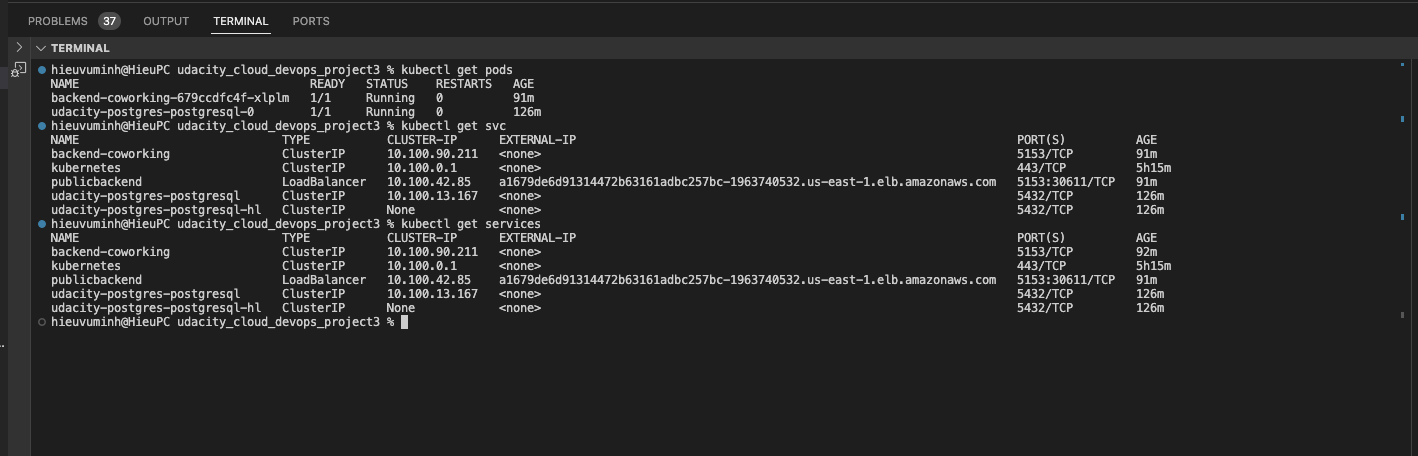 PROBLEMS 37 OUTPUT TERMINAL PORTS
TERMINAL
hieuvuminh@HieuPC udacity_cloud_devops_project3 % kubectl get pods
NAME READY STATUS RESTARTS AGE
backend-coworking-679ccdfc4f-xlplm 1/1 Running 0 91m
udacity-postgres-postgresql-0 1/1 Running 0 126m
hieuvuminh@HieuPC udacity_cloud_devops_project3 % kubectl get svc
NAME TYPE CLUSTER-IP EXTERNAL-IP PORT(S) AGE
backend-coworking ClusterIP 10.100.90.211 <none> 5153/TCP 91m
kubernetes ClusterIP 10.100.0.1 <none> 443/TCP 5h15m
publicbackend LoadBalancer 10.100.42.85 a1679de6d91314472b63161adbc257bc-1963740532.us-east-1.elb.amazonaws.com 5153:30611/TCP 91m
udacity-postgres-postgresql ClusterIP 10.100.13.167 <none> 5432/TCP 126m
udacity-postgres-postgresql-hl ClusterIP None <none> 5432/TCP 126m
hieuvuminh@HieuPC udacity_cloud_devops_project3 % kubectl get services
NAME TYPE CLUSTER-IP EXTERNAL-IP PORT(S) AGE
backend-coworking ClusterIP 10.100.90.211 <none> 5153/TCP 92m
kubernetes ClusterIP 10.100.0.1 <none> 443/TCP 5h15m
publicbackend LoadBalancer 10.100.42.85 a1679de6d91314472b63161adbc257bc-1963740532.us-east-1.elb.amazonaws.com 5153:30611/TCP 91m
udacity-postgres-postgresql ClusterIP 10.100.13.167 <none> 5432/TCP 126m
udacity-postgres-postgresql-hl ClusterIP None <none> 5432/TCP 126m
hieuvuminh@HieuPC udacity_cloud_devops_project3 %